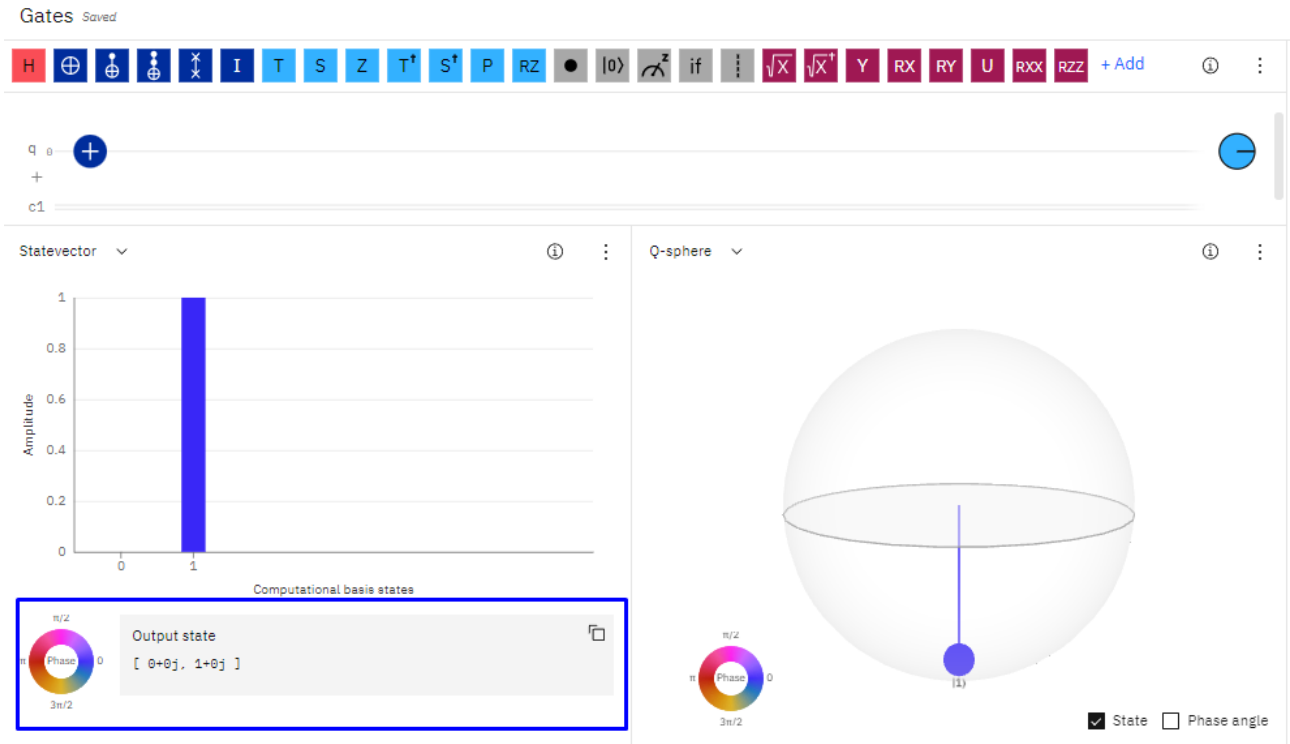 Gates Saved
H I T S Z T† S† P RZ |0⟩ z if √X √X† Y RX RY U RXX RZZ + Add
q 0
+
c1
Statevector
1
0.8
0.6
0.4
0.2
0
Amplitude
0 1
Computational basis states
π/2
π Phase 0
3π/2
Output state
[ 0+0j, 1+0j ]
Q-sphere
|1⟩
π/2
π Phase 0
3π/2
State Phase angle